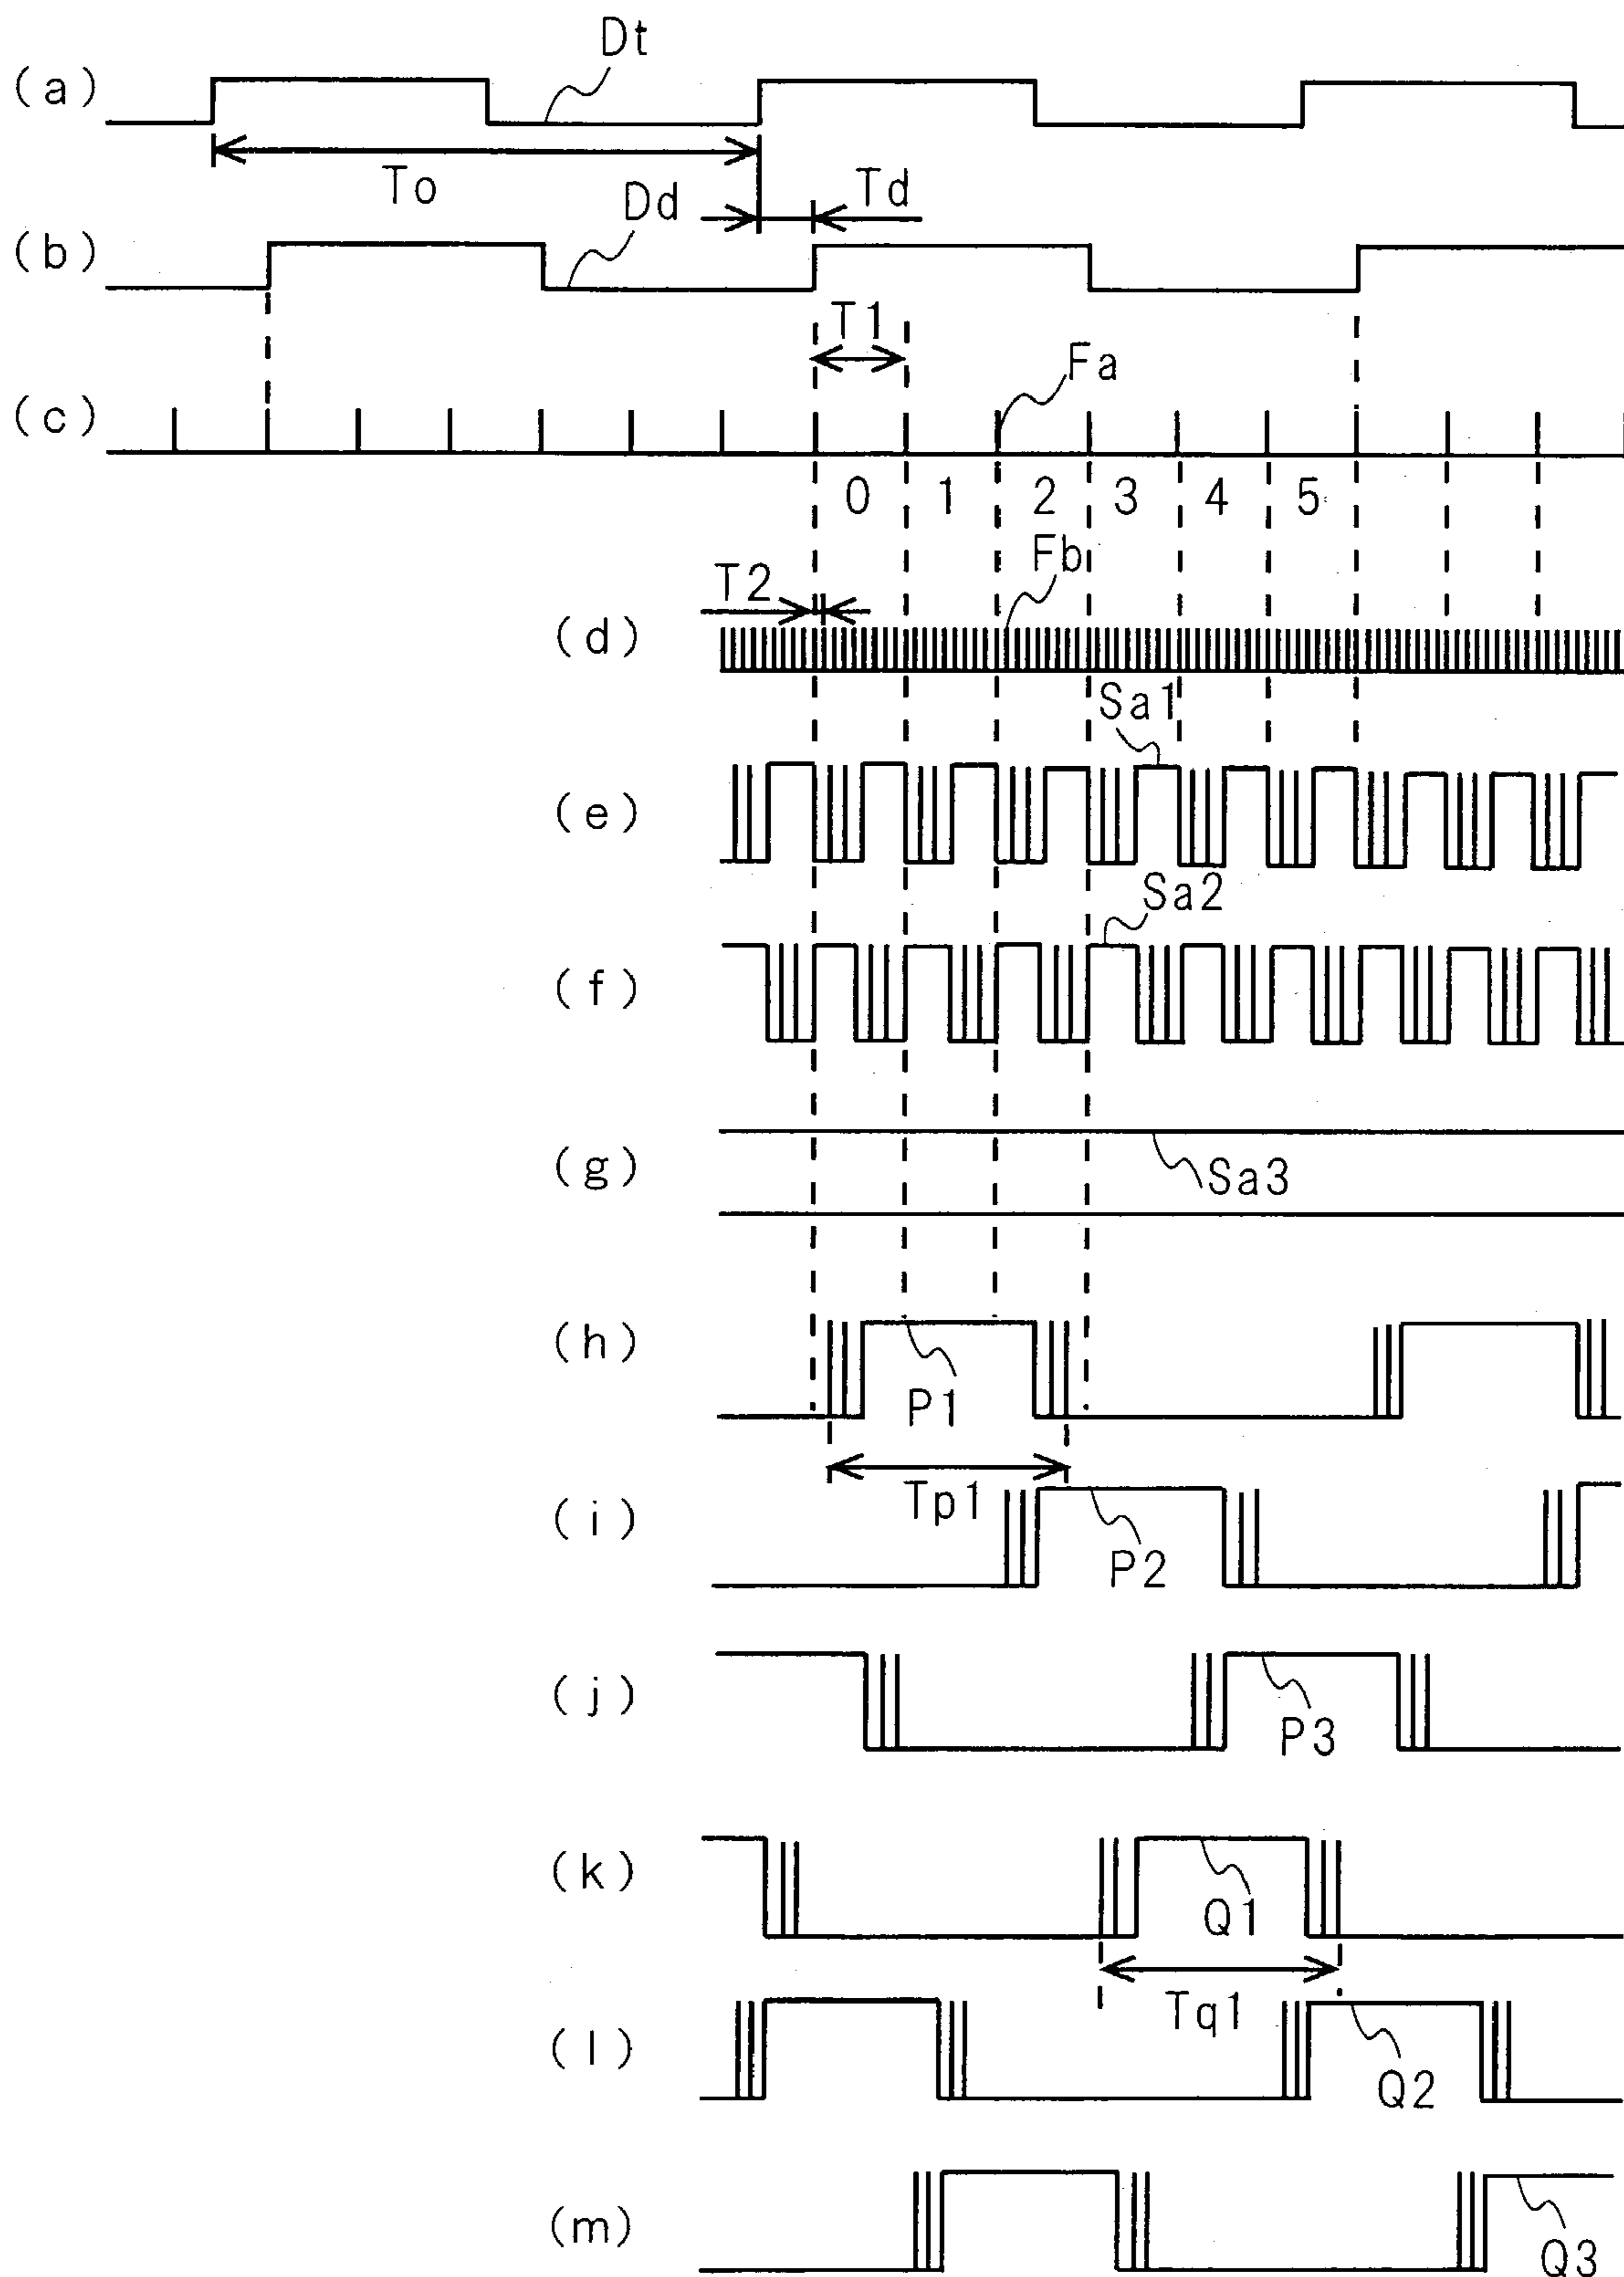 Dt
(a)
To
Td
Dd
(b)
T1
Fa
(c)
0 1 2 3 4 5
Fb
T2
(d)
Sa1
(e)
Sa2
(f)
(g)
Sa3
(h)
P1
Tp1
(i)
P2
(j)
P3
(k)
Q1
Tq1
(l)
Q2
(m)
Q3